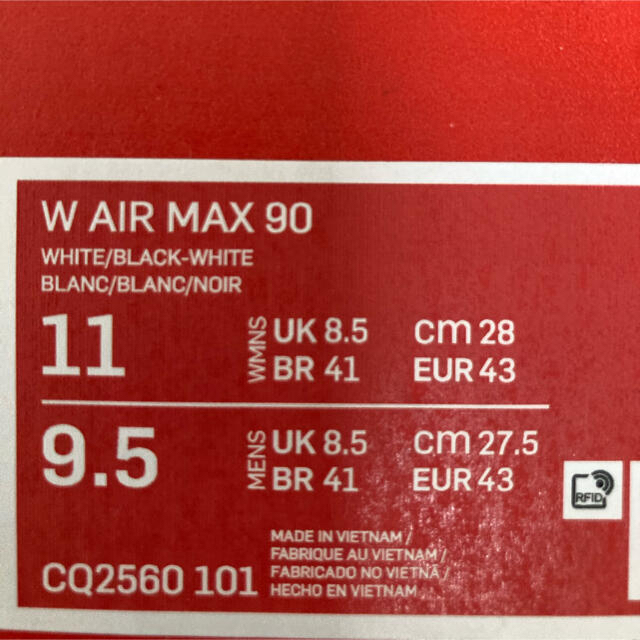 W AIR MAX 90
WHITE/BLACK-WHITE
BLANC/BLANC/NOIR
11 WMNS UK 8.5 cm 28
BR 41 EUR 43
9.5 MENS UK 8.5 cm 27.5
BR 41 EUR 43
RFID
MADE IN VIETNAM /
FABRIQUE AU VIETNAM /
CQ2560 101 FABRICADO NO VIETNÃ /
HECHO EN VIETNAM